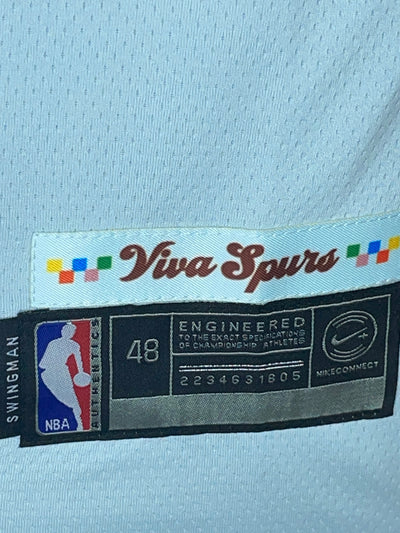 Viva Spurs
SWINGMAN
NBA
AUTHENTICS
48
ENGINEERED
TO THE EXACT SPECIFICATIONS
OF CHAMPIONSHIP ATHLETES
2234631805
NIKECONNECT